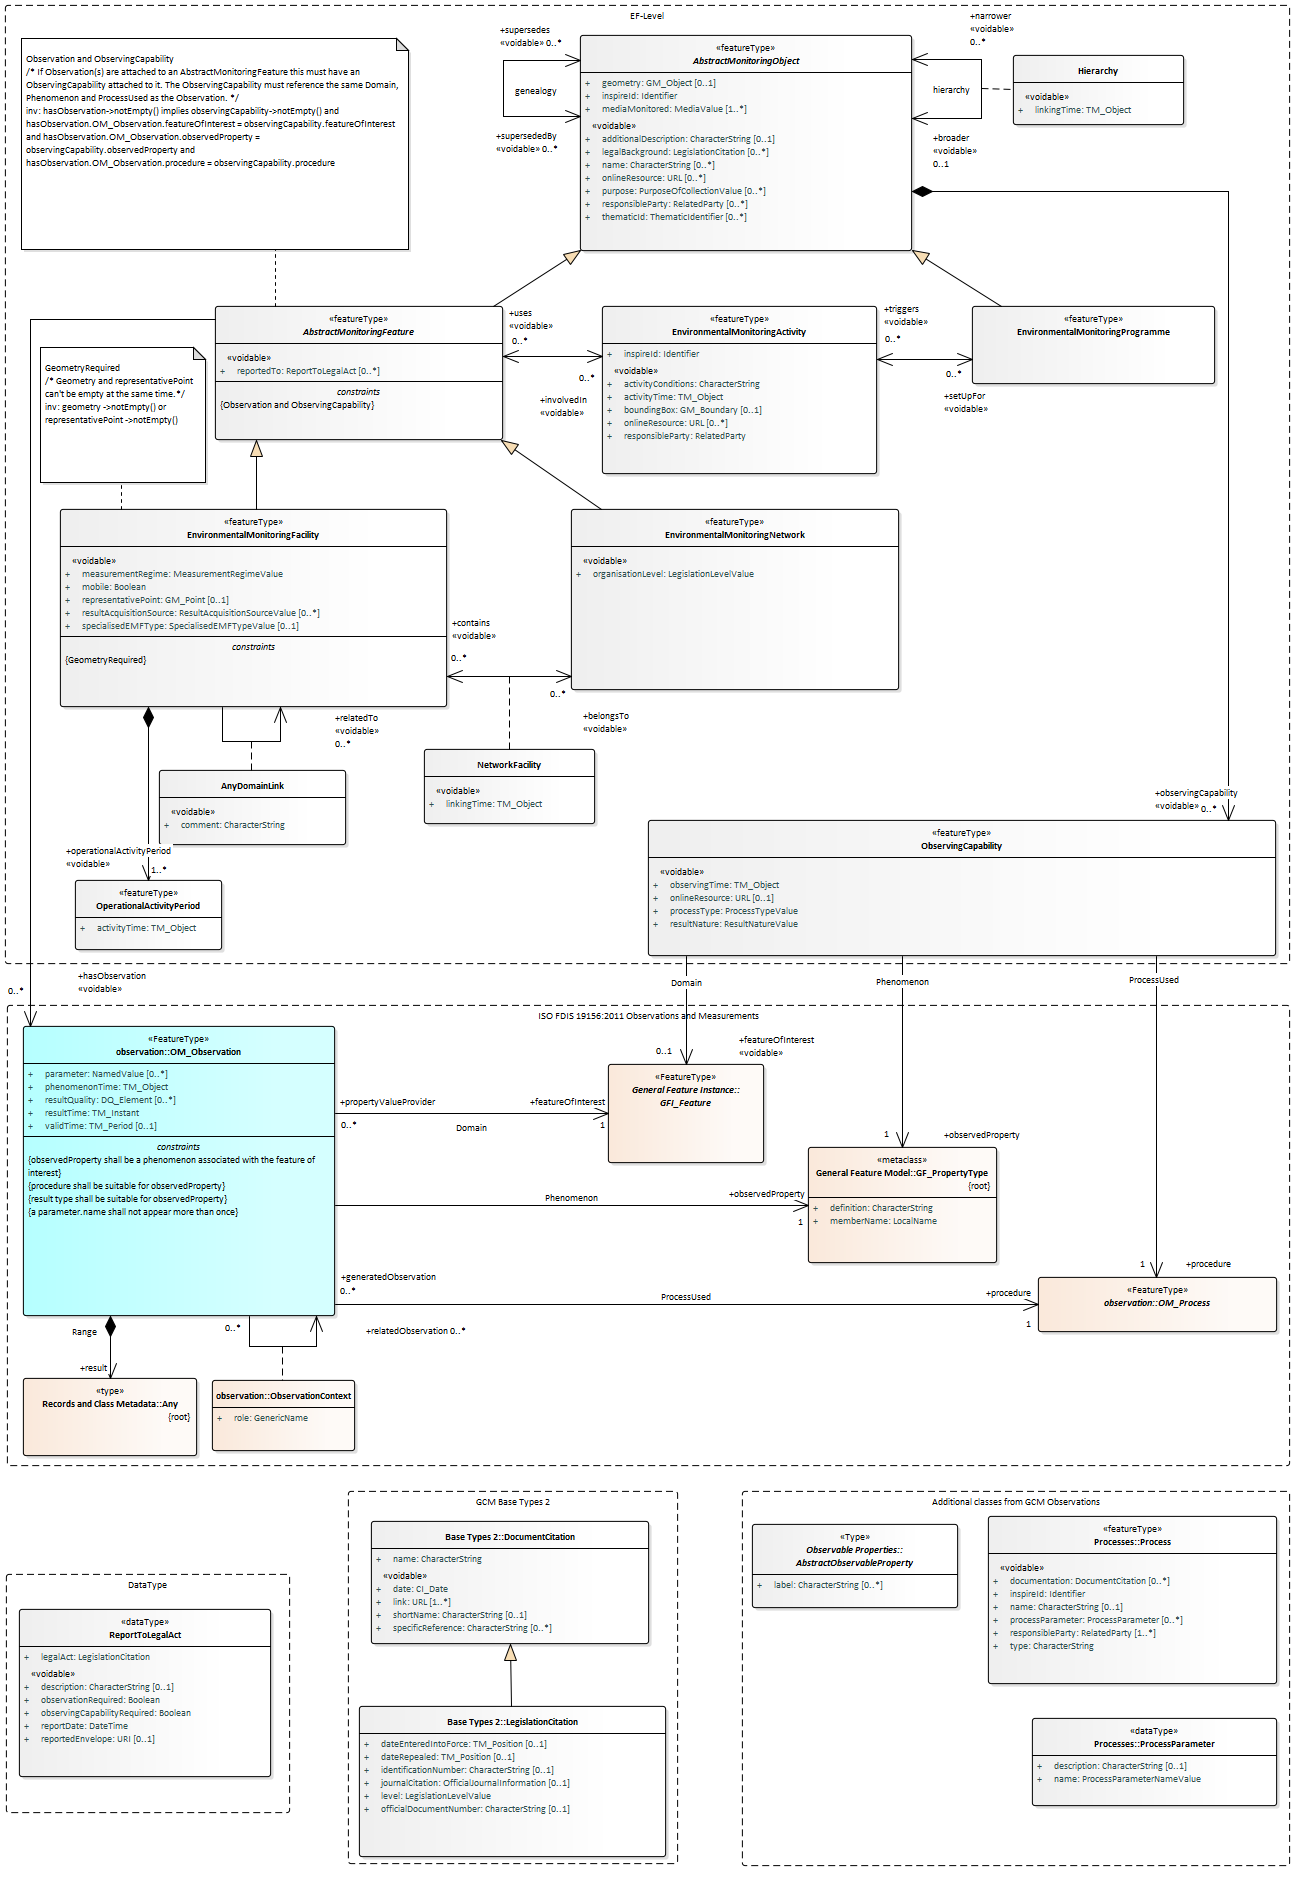 EF-Level
Observation and ObservingCapability
/* If Observation(s) are attached to an AbstractMonitoringFeature this must have an
ObservingCapability attached to it. The ObservingCapability must reference the same Domain,
Phenomenon and ProcessUsed as the Observation. */
inv: hasObservation->notEmpty() implies observingCapability->notEmpty() and
hasObservation.OM_Observation.featureOfInterest = observingCapability.featureOfInterest
and hasObservation.OM_Observation.observedProperty =
observingCapability.observedProperty and
hasObservation.OM_Observation.procedure = observingCapability.procedure
+supersedes
«voidable» 0..*
genealogy
+supersededBy
«voidable» 0..*
«featureType»
AbstractMonitoringObject
+ geometry: GM_Object [0..1]
+ inspireId: Identifier
+ mediaMonitored: MediaValue [1..*]
«voidable»
+ additionalDescription: CharacterString [0..1]
+ legalBackground: LegislationCitation [0..*]
+ name: CharacterString [0..*]
+ onlineResource: URL [0..*]
+ purpose: PurposeOfCollectionValue [0..*]
+ responsibleParty: RelatedParty [0..*]
+ thematicId: ThematicIdentifier [0..*]
+narrower
«voidable»
0..*
hierarchy
+broader
«voidable»
0..1
Hierarchy
«voidable»
+ linkingTime: TM_Object
«featureType»
AbstractMonitoringFeature
«voidable»
+ reportedTo: ReportToLegalAct [0..*]
constraints
{Observation and ObservingCapability}
+uses
«voidable»
0..*
0..*
+involvedIn
«voidable»
«featureType»
EnvironmentalMonitoringActivity
+ inspireId: Identifier
«voidable»
+ activityConditions: CharacterString
+ activityTime: TM_Object
+ boundingBox: GM_Boundary [0..1]
+ onlineResource: URL [0..*]
+ responsibleParty: RelatedParty
+triggers
«voidable»
0..*
0..*
+setUpFor
«voidable»
«featureType»
EnvironmentalMonitoringProgramme
GeometryRequired
/* Geometry and representativePoint
can't be empty at the same time.*/
inv: geometry ->notEmpty() or
representativePoint ->notEmpty()
«featureType»
EnvironmentalMonitoringFacility
«voidable»
+ measurementRegime: MeasurementRegimeValue
+ mobile: Boolean
+ representativePoint: GM_Point [0..1]
+ resultAcquisitionSource: ResultAcquisitionSourceValue [0..*]
+ specialisedEMFType: SpecialisedEMFTypeValue [0..1]
constraints
{GeometryRequired}
«featureType»
EnvironmentalMonitoringNetwork
«voidable»
+ organisationLevel: LegislationLevelValue
+contains
«voidable»
0..*
0..*
+belongsTo
«voidable»
+relatedTo
«voidable»
0..*
NetworkFacility
«voidable»
+ linkingTime: TM_Object
AnyDomainLink
«voidable»
+ comment: CharacterString
+operationalActivityPeriod
«voidable»
1..*
«featureType»
OperationalActivityPeriod
+ activityTime: TM_Object
+observingCapability
«voidable» 0..*
«featureType»
ObservingCapability
«voidable»
+ observingTime: TM_Object
+ onlineResource: URL [0..1]
+ processType: ProcessTypeValue
+ resultNature: ResultNatureValue
+hasObservation
«voidable»
0..*
Domain
Phenomenon
ProcessUsed
ISO FDIS 19156:2011 Observations and Measurements
«FeatureType»
observation::OM_Observation
+ parameter: NamedValue [0..*]
+ phenomenonTime: TM_Object
+ resultQuality: DQ_Element [0..*]
+ resultTime: TM_Instant
+ validTime: TM_Period [0..1]
constraints
{observedProperty shall be a phenomenon associated with the feature of
interest}
{procedure shall be suitable for observedProperty}
{result type shall be suitable for observedProperty}
{a parameter.name shall not appear more than once}
0..1
+featureOfInterest
«voidable»
«FeatureType»
General Feature Instance::
GFI_Feature
+propertyValueProvider
0..*
Domain
+featureOfInterest
1
1
+observedProperty
«metaclass»
General Feature Model::GF_PropertyType
{root}
+ definition: CharacterString
+ memberName: LocalName
Phenomenon
+observedProperty
1
1
+procedure
«FeatureType»
observation::OM_Process
+generatedObservation
0..*
ProcessUsed
+procedure
1
Range
+result
0..*
+relatedObservation 0..*
«type»
Records and Class Metadata::Any
{root}
observation::ObservationContext
+ role: GenericName
DataType
«dataType»
ReportToLegalAct
+ legalAct: LegislationCitation
«voidable»
+ description: CharacterString [0..1]
+ observationRequired: Boolean
+ observingCapabilityRequired: Boolean
+ reportDate: DateTime
+ reportedEnvelope: URI [0..1]
GCM Base Types 2
Base Types 2::DocumentCitation
+ name: CharacterString
«voidable»
+ date: CI_Date
+ link: URL [1..*]
+ shortName: CharacterString [0..1]
+ specificReference: CharacterString [0..*]
Base Types 2::LegislationCitation
+ dateEnteredIntoForce: TM_Position [0..1]
+ dateRepealed: TM_Position [0..1]
+ identificationNumber: CharacterString [0..1]
+ journalCitation: OfficialJournalInformation [0..1]
+ level: LegislationLevelValue
+ officialDocumentNumber: CharacterString [0..1]
Additional classes from GCM Observations
«Type»
Observable Properties::
AbstractObservableProperty
+ label: CharacterString [0..*]
«featureType»
Processes::Process
«voidable»
+ documentation: DocumentCitation [0..*]
+ inspireId: Identifier
+ name: CharacterString [0..1]
+ processParameter: ProcessParameter [0..*]
+ responsibleParty: RelatedParty [1..*]
+ type: CharacterString
«dataType»
Processes::ProcessParameter
+ description: CharacterString [0..1]
+ name: ProcessParameterNameValue